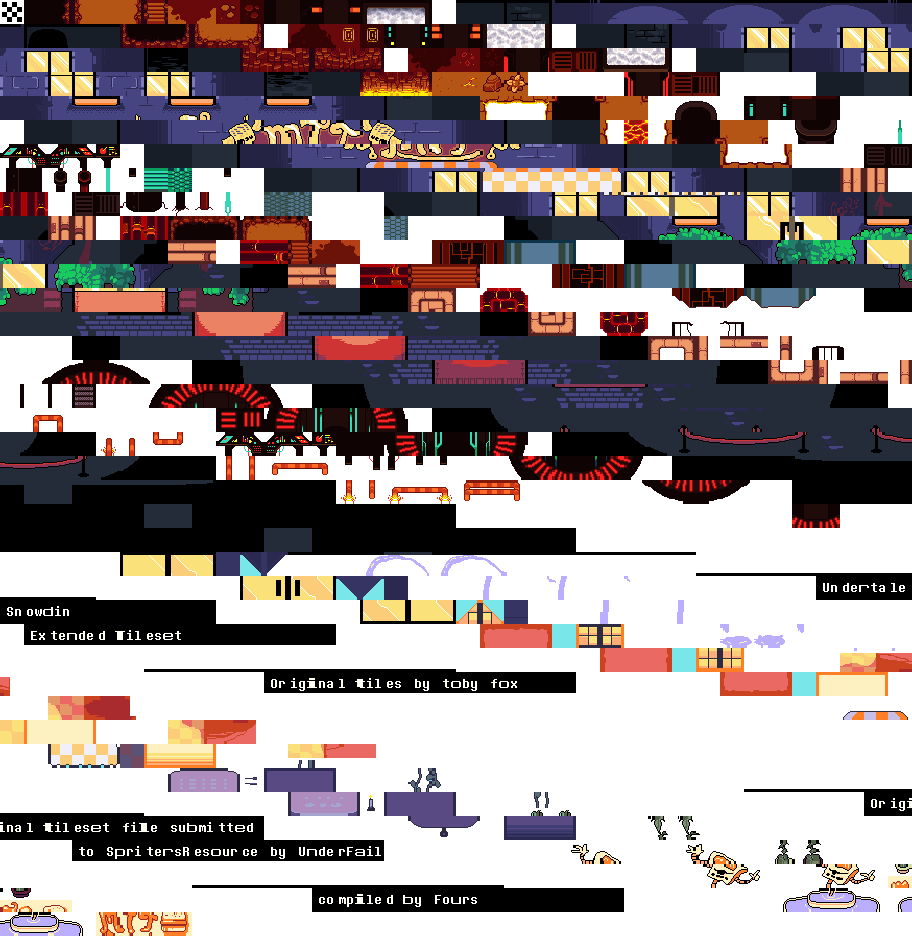 Undertale
Snowdin
Extended Tileset
Original tiles by toby fox
Origi
inal tileset file submitted
to SpritersResource by UnderFail
compiled by Fours